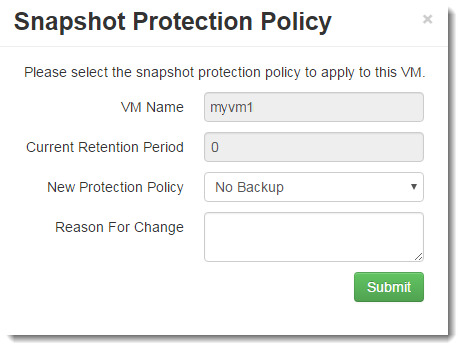 Snapshot Protection Policy ×
Please select the snapshot protection policy to apply to this VM.
VM Name myvm1
Current Retention Period 0
New Protection Policy No Backup
Reason For Change
Submit